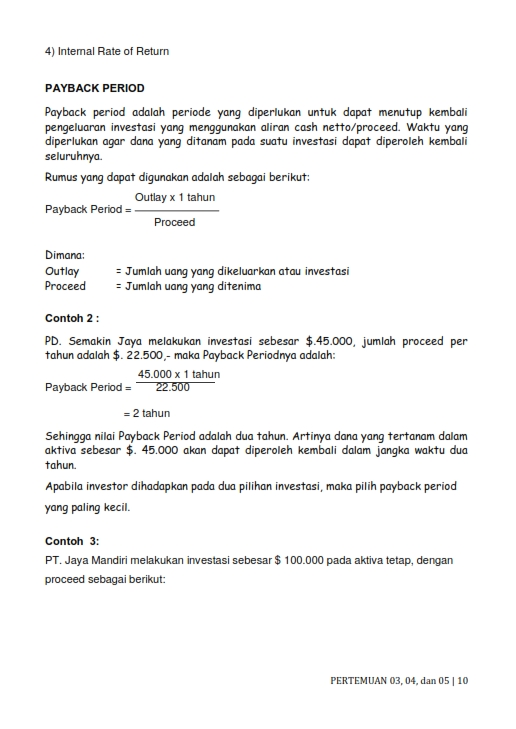 4) Internal Rate of Return
PAYBACK PERIOD
Payback period adalah periode yang diperlukan untuk dapat menutup kembali
pengeluaran investasi yang menggunakan aliran cash netto/proceed. Waktu yang
diperlukan agar dana yang ditanam pada suatu investasi dapat diperoleh kembali
seluruhnya.
Rumus yang dapat digunakan adalah sebagai berikut:
Outlay x 1 tahun
Payback Period =
Proceed
Dimana:
Outlay = Jumlah uang yang dikeluarkan atau investasi
Proceed = Jumlah uang yang ditenima
Contoh 2 :
PD. Semakin Jaya melakukan investasi sebesar $.45.000, jumlah proceed per
tahun adalah $. 22.500,- maka Payback Periodnya adalah:
45.000 x 1 tahun
Payback Period = 22.500
= 2 tahun
Sehingga nilai Payback Period adalah dua tahun. Artinya dana yang tertanam dalam
aktiva sebesar $. 45.000 akan dapat diperoleh kembali dalam jangka waktu dua
tahun.
Apabila investor dihadapkan pada dua pilihan investasi, maka pilih payback period
yang paling kecil.
Contoh 3:
PT. Jaya Mandiri melakukan investasi sebesar $ 100.000 pada aktiva tetap, dengan
proceed sebagai berikut:
PERTEMUAN 03, 04, dan 05 | 10